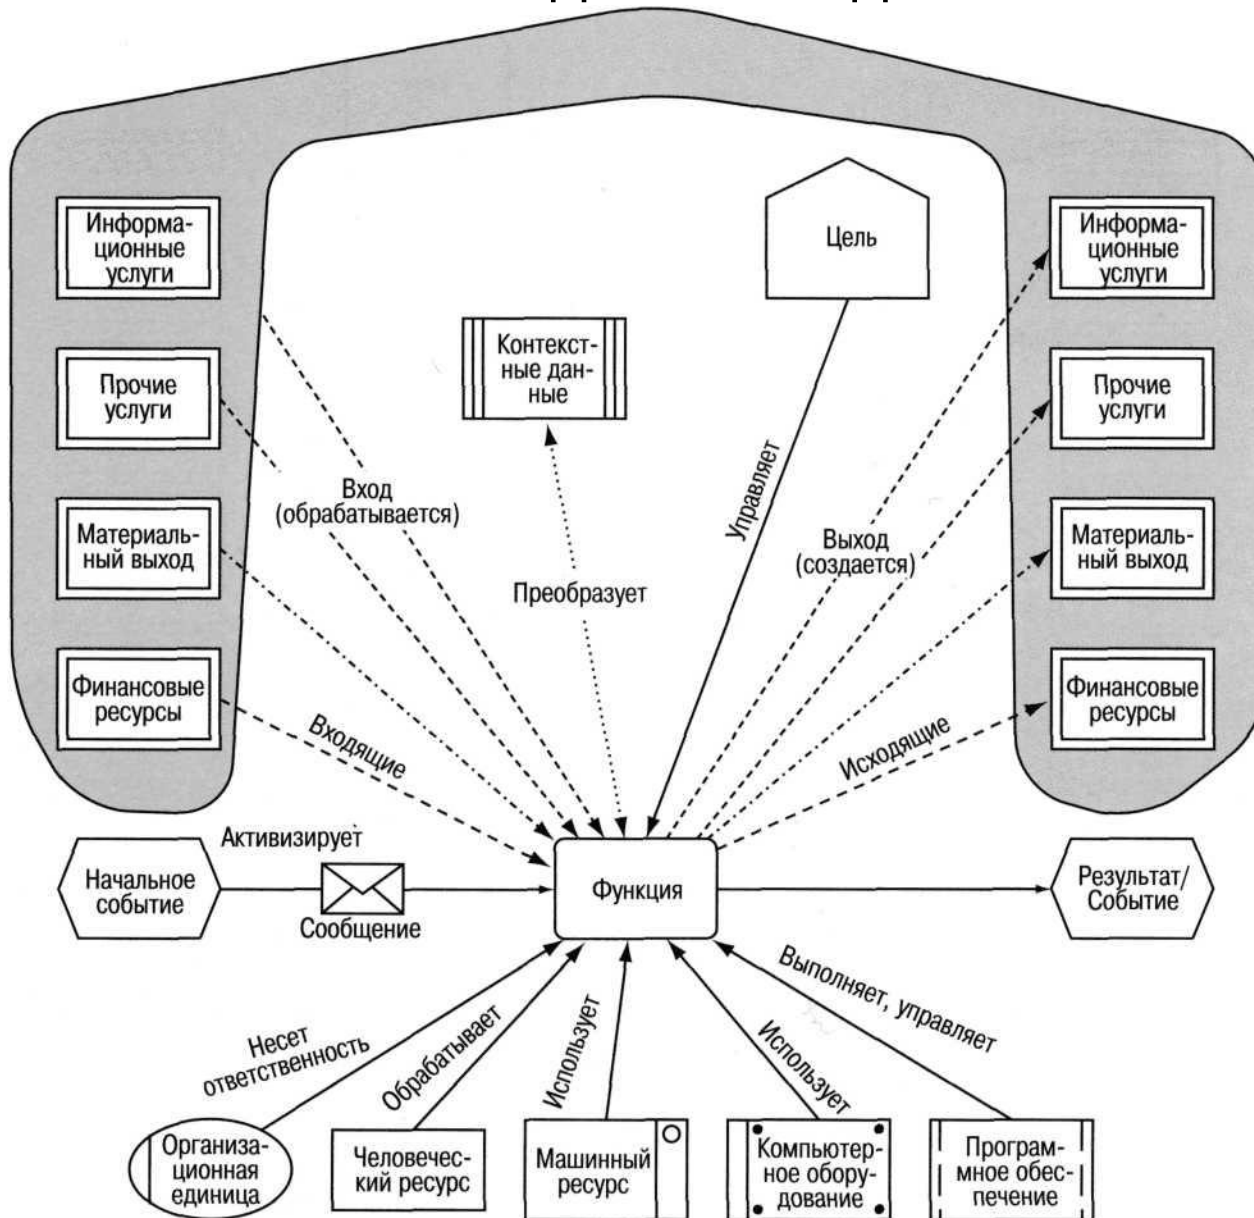 Информа-
ционные
услуги
Прочие
услуги
Материаль-
ный выход
Финансовые
ресурсы
Контекст-
ные дан-
ные
Цель
Информа-
ционные
услуги
Прочие
услуги
Материаль-
ный выход
Финансовые
ресурсы
Вход
(обрабатывается)
Преобразует
Управляет
Выход
(создается)
Входящие
Исходящие
Активизирует
Начальное
событие
Сообщение
Функция
Результат/
Событие
Несет
ответственность
Обрабатывает
Использует
Использует
Выполняет, управляет
Организа-
ционная
единица
Человечес-
кий ресурс
Машинный
ресурс
Компьютер-
ное обору-
дование
Програм-
мное обес-
печение